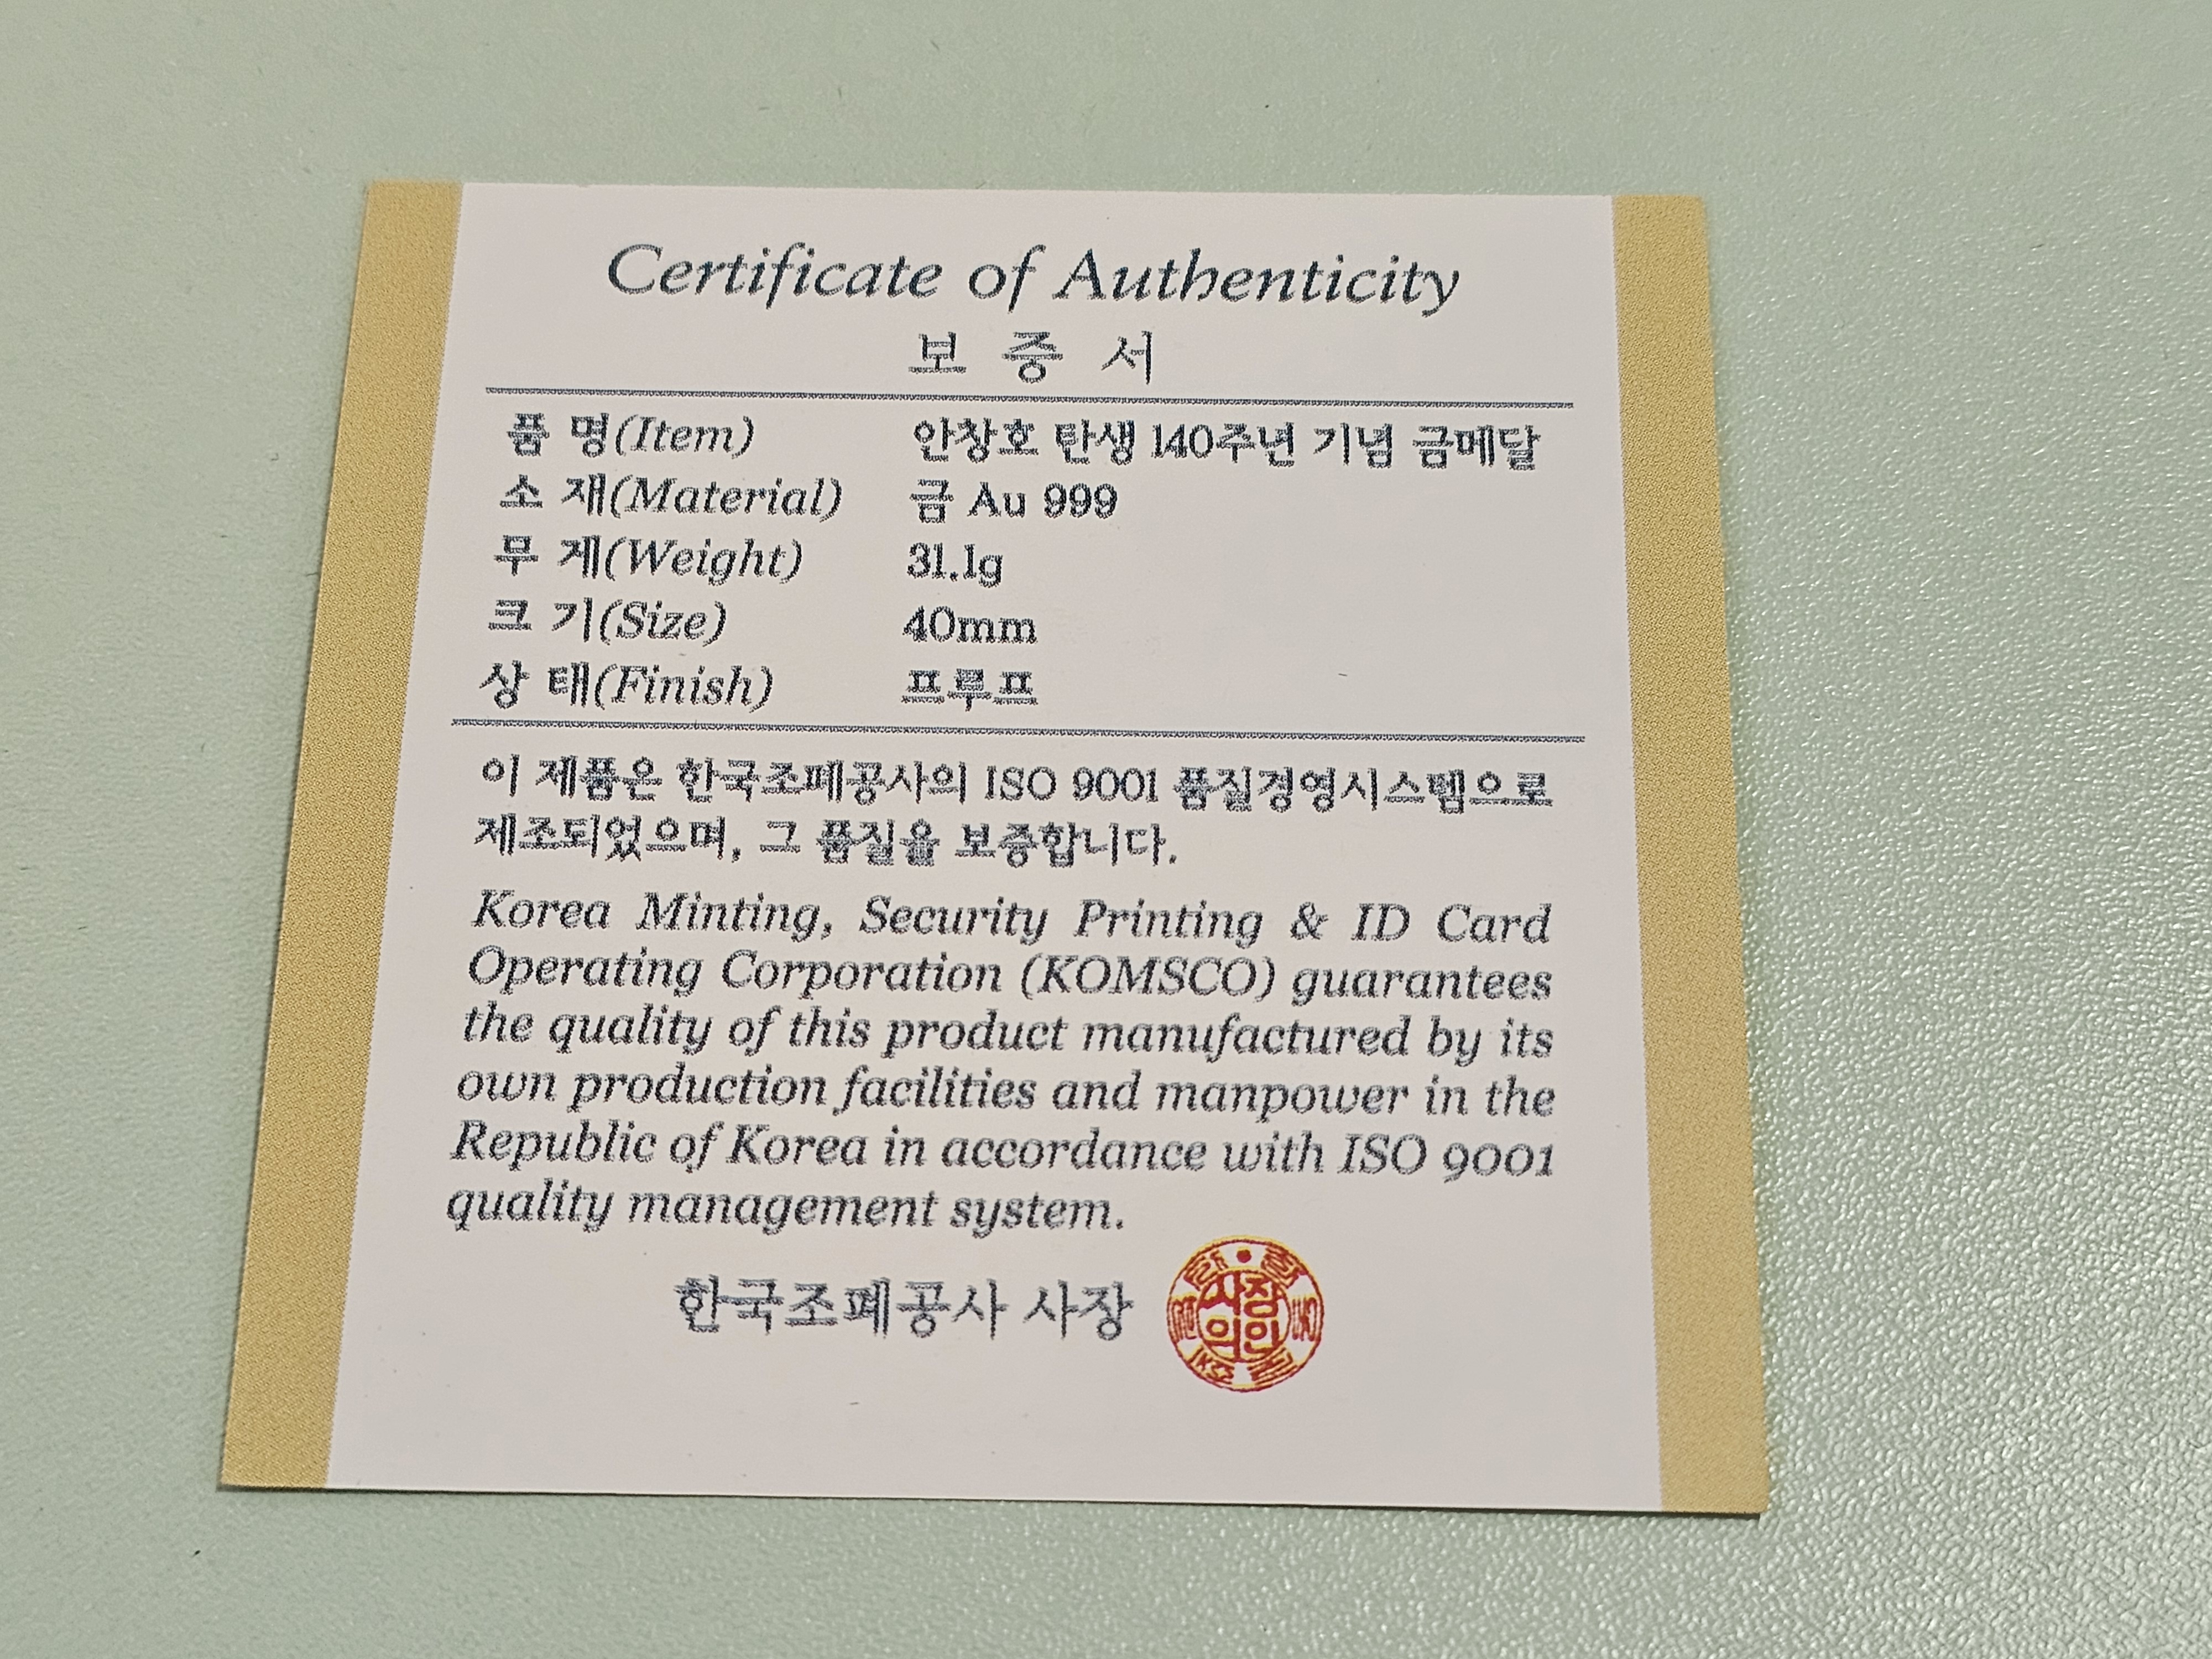 Certificate of Authenticity
보 증 서
품 명(Item) 안창호 탄생 140주년 기념 금메달
소 재(Material) 금 Au 999
무 게(Weight) 31.1g
크 기(Size) 40mm
상 태(Finish) 프루프
이 제품은 한국조폐공사의 ISO 9001 품질경영시스템으로
제조되었으며, 그 품질을 보증합니다.
Korea Minting, Security Printing & ID Card
Operating Corporation (KOMSCO) guarantees
the quality of this product manufactured by its
own production facilities and manpower in the
Republic of Korea in accordance with ISO 9001
quality management system.
한국조폐공사 사장
사장
의인